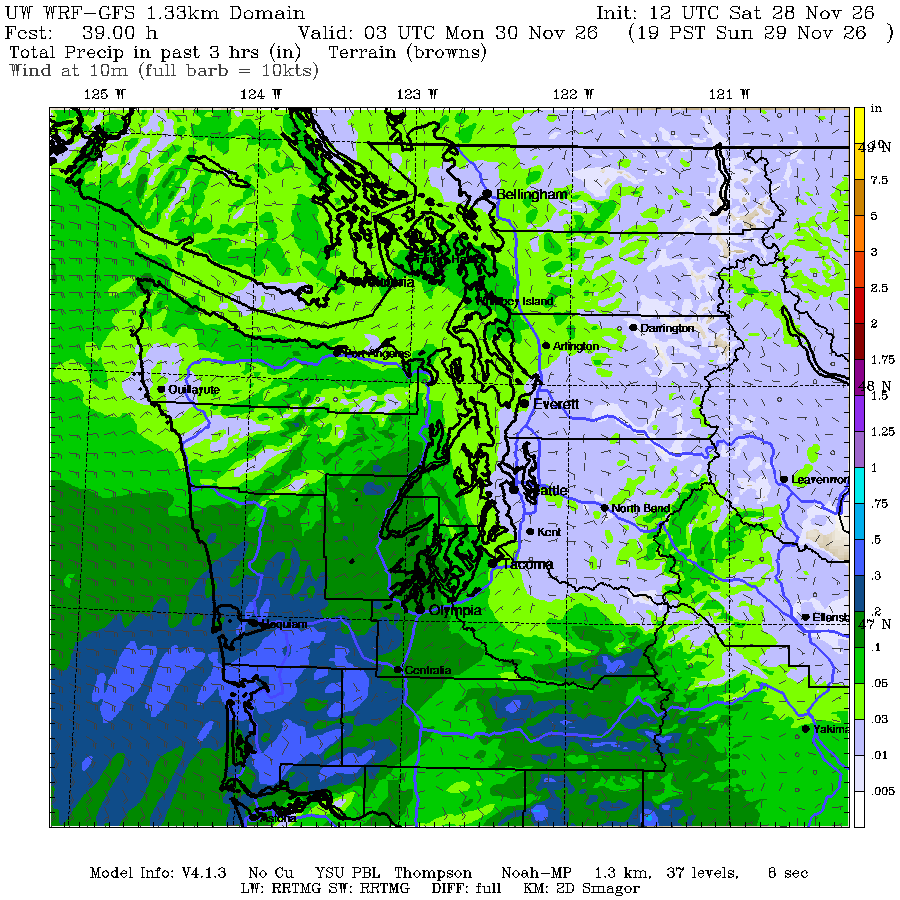 UW WRF-GFS 1.33km Domain Init: 12 UTC Sat 28 Nov 26
Fcst: 39.00 h Valid: 03 UTC Mon 30 Nov 26 (19 PST Sun 29 Nov 26 )
Total Precip in past 3 hrs (in) Terrain (browns)
Wind at 10m (full barb = 10kts)
125 W 124 W 123 W 122 W 121 W
in
49 N
7.5
Bellingham
5
3
2.5
Island
Darrington
2
Arlington
Port Angeles
1.75
48 N
Quillayute
1.5
Everett
1.25
1
Leavenwor
Seattle
.75
North Bend
Kent
.5
Tacoma
.3
Olympia
.2
Ellensb
Hoquiam
47 N
.1
Centralia
.05
.03
Yakima
.01
.005
Astoria
Model Info: V4.1.3 No Cu YSU PBL Thompson Noah-MP 1.3 km, 37 levels, 8 sec
LW: RRTMG SW: RRTMG DIFF: full KM: 2D Smagor